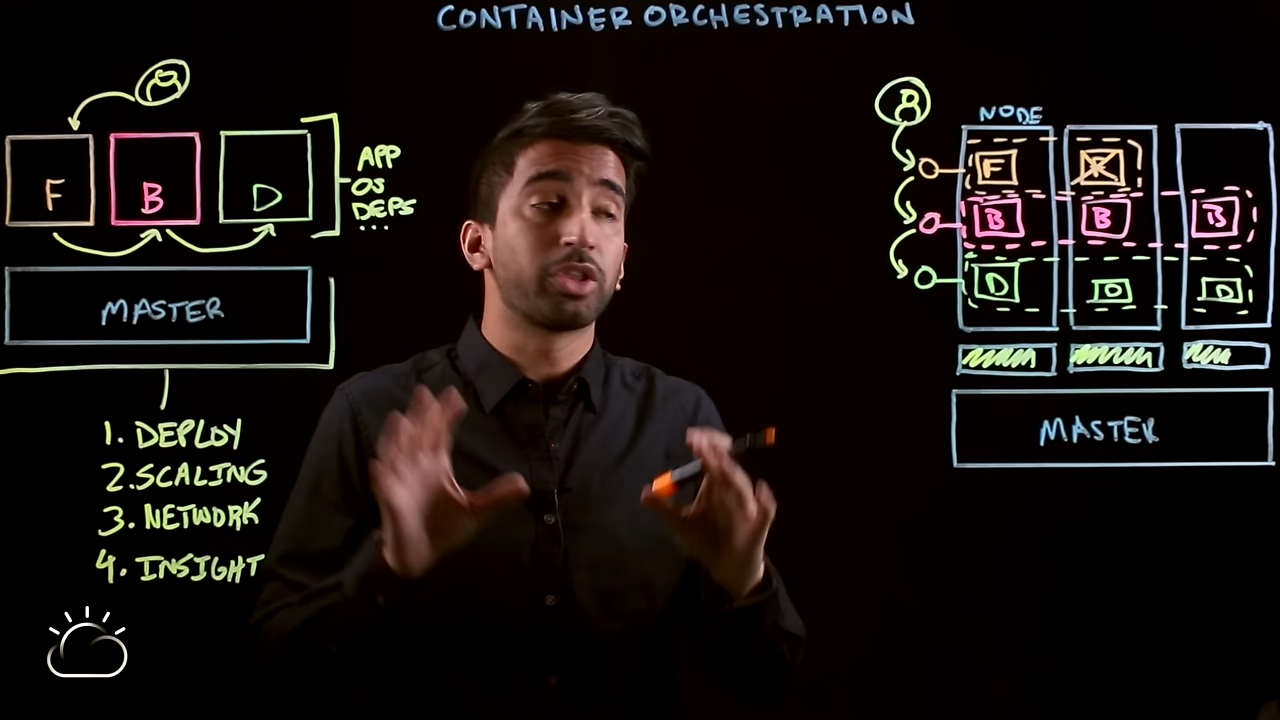 CONTAINER ORCHESTRATION
F
B
D
APP
OS
DEPS
...
MASTER
1. DEPLOY
2. SCALING
3. NETWORK
4. INSIGHT
NODE
F
F
B
B
B
D
D
D
MASTER